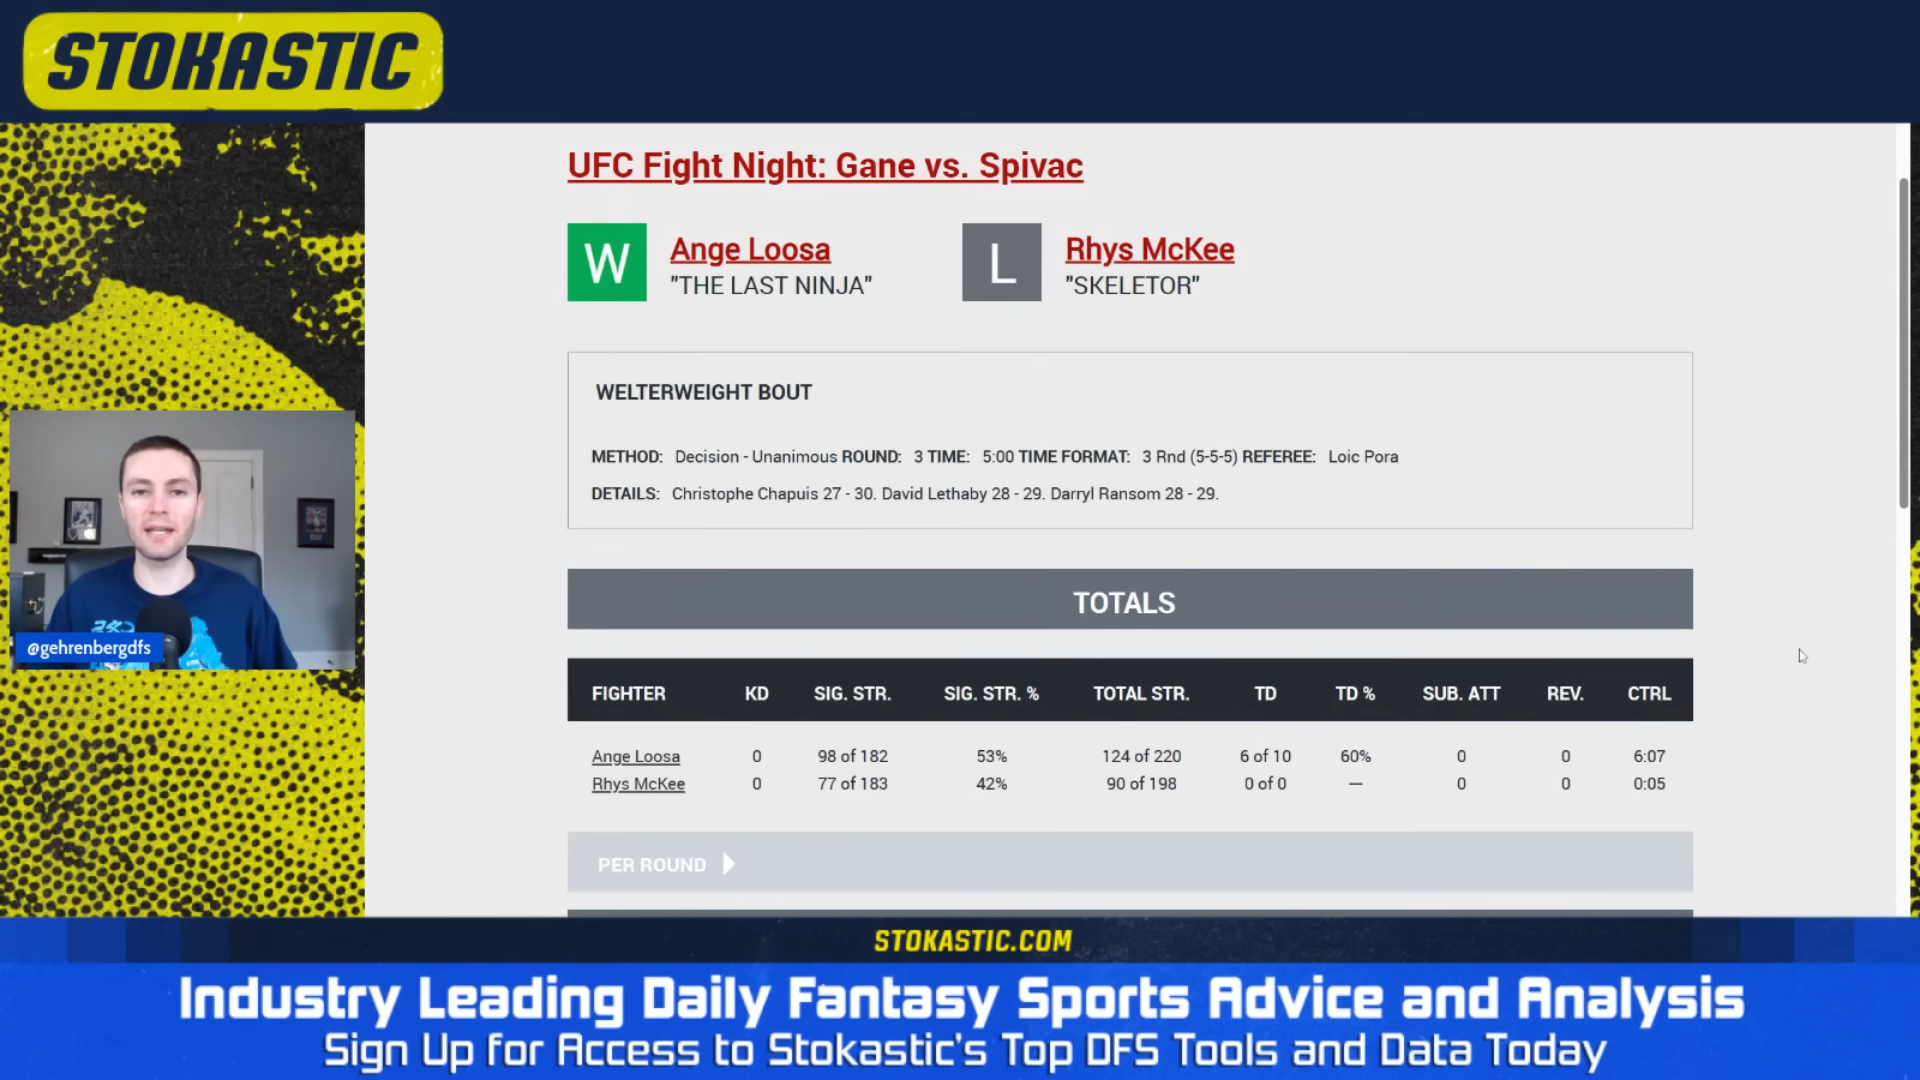 STOKASTIC
UFC Fight Night: Gane vs. Spivac
W Ange Loosa L Rhys McKee
"THE LAST NINJA" "SKELETOR"
WELTERWEIGHT BOUT
METHOD: Decision - Unanimous ROUND: 3 TIME: 5:00 TIME FORMAT: 3 Rnd (5-5-5) REFEREE: Loic Pora
DETAILS: Christophe Chapuis 27 - 30. David Lethaby 28 - 29. Darryl Ransom 28 - 29.
TOTALS
FIGHTER KD SIG. STR. SIG. STR. % TOTAL STR. TD TD % SUB. ATT REV. CTRL
Ange Loosa 0 98 of 182 53% 124 of 220 6 of 10 60% 0 0 6:07
Rhys McKee 0 77 of 183 42% 90 of 198 0 of 0 --- 0 0 0:05
PER ROUND
@gehrenbergdfs
STOKASTIC.COM
Industry Leading Daily Fantasy Sports Advice and Analysis
Sign Up for Access to Stokastic's Top DFS Tools and Data Today